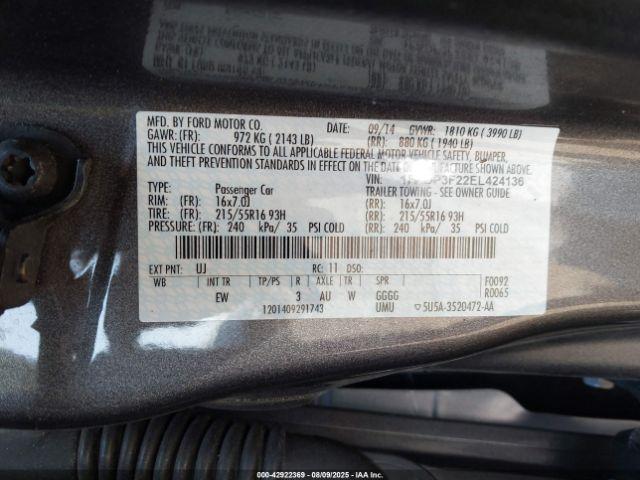 MFD. BY FORD MOTOR CO. DATE: 09/14 GVWR: 1810 KG ( 3990 LB)
GAWR: (FR): 972 KG ( 2143 LB) (RR): 880 KG ( 1940 LB)
THIS VEHICLE CONFORMS TO ALL APPLICABLE FEDERAL MOTOR VEHICLE SAFETY, BUMPER,
AND THEFT PREVENTION STANDARDS IN EFFECT ON THE DATE OF MANUFACTURE SHOWN ABOVE.
VIN: P3F22EL424136
TYPE: Passenger Car TRAILER TOWING - SEE OWNER GUIDE
RIM: (FR): 16x7.0J (RR): 16x7.0J
TIRE: (FR): 215/55R16 93H (RR): 215/55R16 93H
PRESSURE: (FR): 240 kPa/ 35 PSI COLD (RR): 240 kPa/ 35 PSI COLD
EXT PNT: UJ RC: 11 DSO:
WB INT TR TP/PS R AXLE TR SPR F0092
EW 3 AU W GGGG R0065
1201409291743 UMU 5U5A-3520472-AA
000-42922369 08/09/2025 IAA Inc.